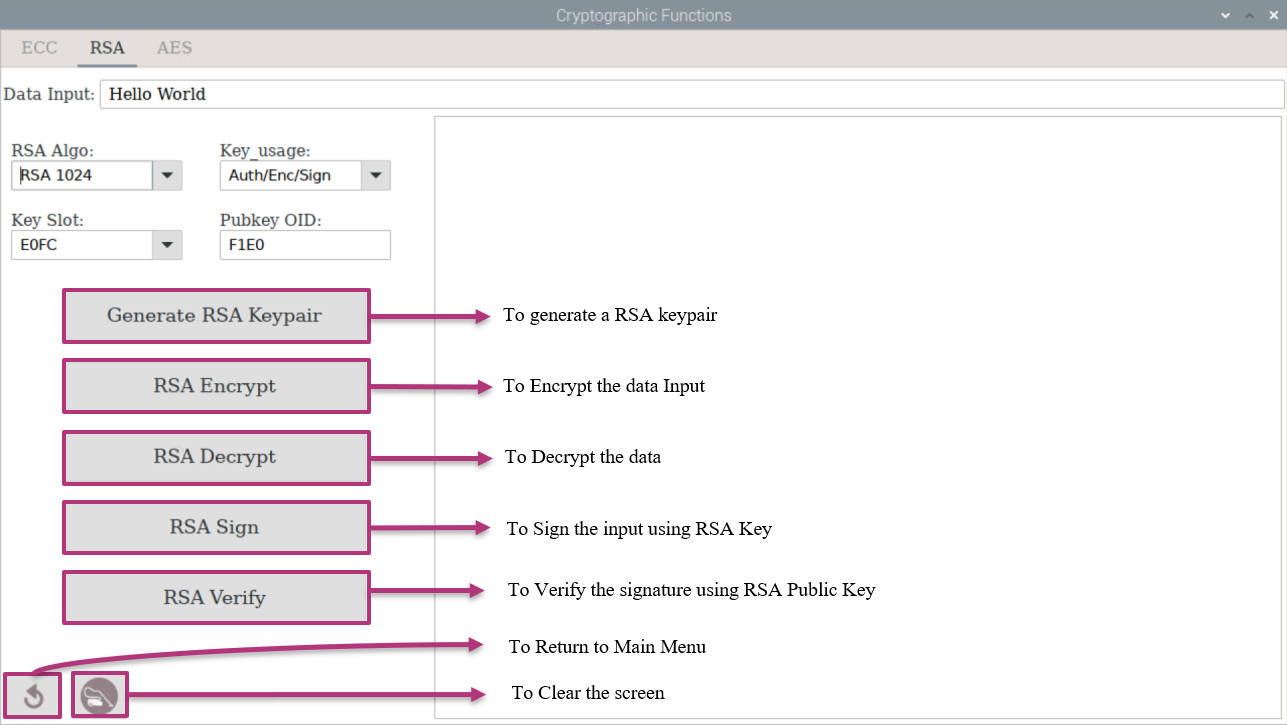 Cryptographic Functions
ECC RSA AES
Data Input: Hello World
RSA Algo: Key_usage:
RSA 1024 Auth/Enc/Sign
Key Slot: Pubkey OID:
E0FC F1E0
Generate RSA Keypair To generate a RSA keypair
RSA Encrypt To Encrypt the data Input
RSA Decrypt To Decrypt the data
RSA Sign To Sign the input using RSA Key
RSA Verify To Verify the signature using RSA Public Key
To Return to Main Menu
To Clear the screen